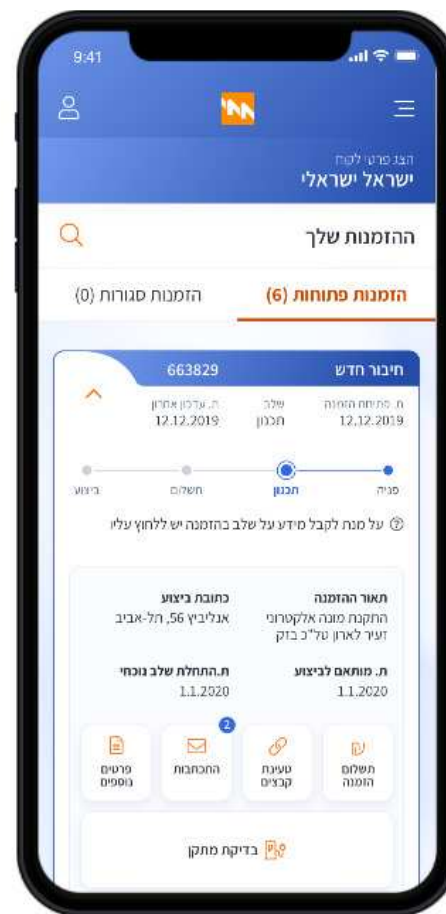 9:41
הצג פרטי לקוח
ישראל ישראלי
ההזמנות שלך
הזמנות פתוחות (6) הזמנות סגורות (0)
חיבור חדש 663829
ת. פתיחת הזמנה שלב ת. עדכון אחרון
12.12.2019 תכנון 12.12.2019
פניה תכנון תשלום ביצוע
על מנת לקבל מידע על שלב בהזמנה יש ללחוץ עליו
תאור ההזמנה כתובת ביצוע
התקנת מונה אלקטרוני אנליביץ 56, תל-אביב
זעיר לארון טל"כ בזק
ת. מותאם לביצוע ת.התחלת שלב נוכחי
1.1.2020 1.1.2020
2
תשלום טעינת התכתבות פרטים
הזמנה קבצים נוספים
בדיקת מתקן